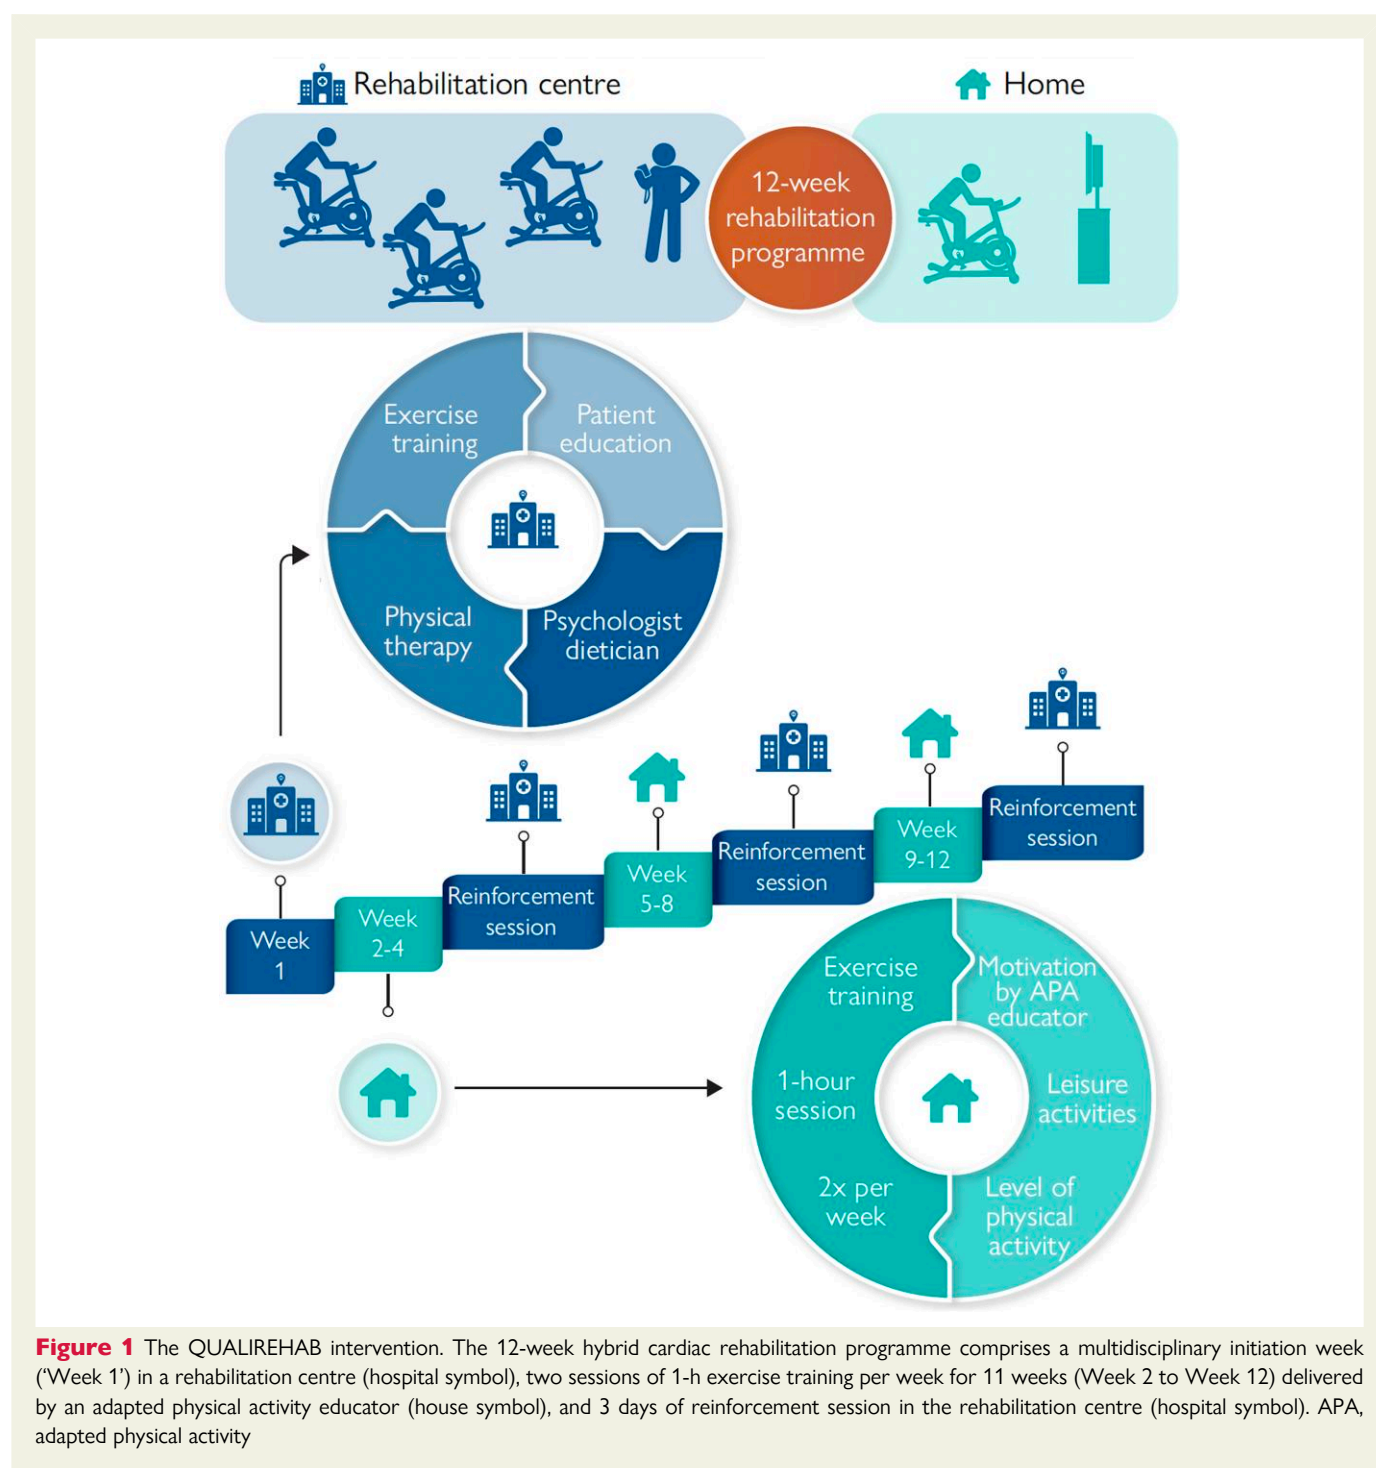 Rehabilitation centre
Home
12-week
rehabilitation
programme
Exercise
training
Patient
education
Physical
therapy
Psychologist
dietician
Week
1
Week
2-4
Reinforcement
session
Week
5-8
Reinforcement
session
Week
9-12
Reinforcement
session
Exercise
training
1-hour
session
2x per
week
Motivation
by APA
educator
Leisure
activities
Level of
physical
activity
Figure 1 The QUALIREHAB intervention. The 12-week hybrid cardiac rehabilitation programme comprises a multidisciplinary initiation week
(‘Week 1’) in a rehabilitation centre (hospital symbol), two sessions of 1-h exercise training per week for 11 weeks (Week 2 to Week 12) delivered
by an adapted physical activity educator (house symbol), and 3 days of reinforcement session in the rehabilitation centre (hospital symbol). APA,
adapted physical activity